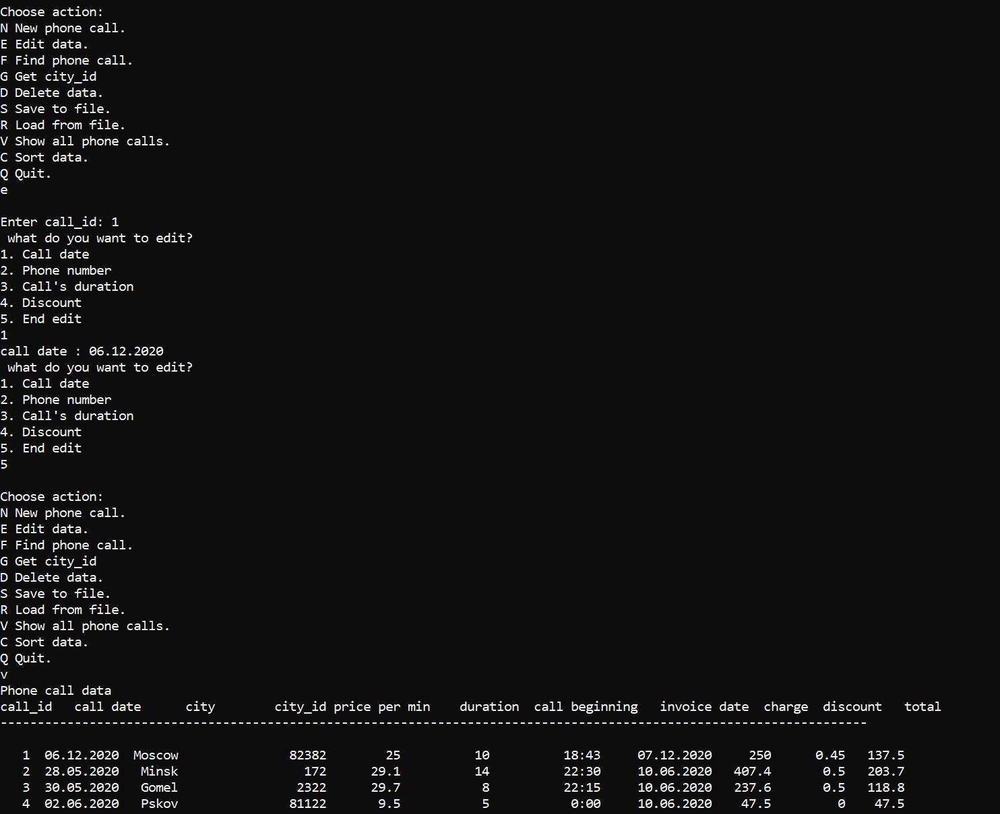 Choose action:
N New phone call.
E Edit data.
F Find phone call.
G Get city_id
D Delete data.
S Save to file.
R Load from file.
V Show all phone calls.
C Sort data.
Q Quit.
e
Enter call_id: 1
what do you want to edit?
1. Call date
2. Phone number
3. Call's duration
4. Discount
5. End edit
1
call date : 06.12.2020
what do you want to edit?
1. Call date
2. Phone number
3. Call's duration
4. Discount
5. End edit
5
Choose action:
N New phone call.
E Edit data.
F Find phone call.
G Get city_id
D Delete data.
S Save to file.
R Load from file.
V Show all phone calls.
C Sort data.
Q Quit.
v
Phone call data
call_id call date city city_id price per min duration call beginning invoice date charge discount total
---------------------------------------------------------------------------------------------------------------------
1 06.12.2020 Moscow 82382 25 10 18:43 07.12.2020 250 0.45 137.5
2 28.05.2020 Minsk 172 29.1 14 22:30 10.06.2020 407.4 0.5 203.7
3 30.05.2020 Gomel 2322 29.7 8 22:15 10.06.2020 237.6 0.5 118.8
4 02.06.2020 Pskov 81122 9.5 5 0:00 10.06.2020 47.5 0 47.5